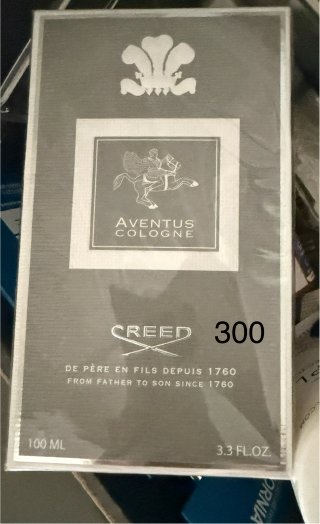 AVENTUS
COLOGNE
CREED
300
DE PÈRE EN FILS DEPUIS 1760
FROM FATHER TO SON SINCE 1760
100 ML
3.3 FL.OZ.